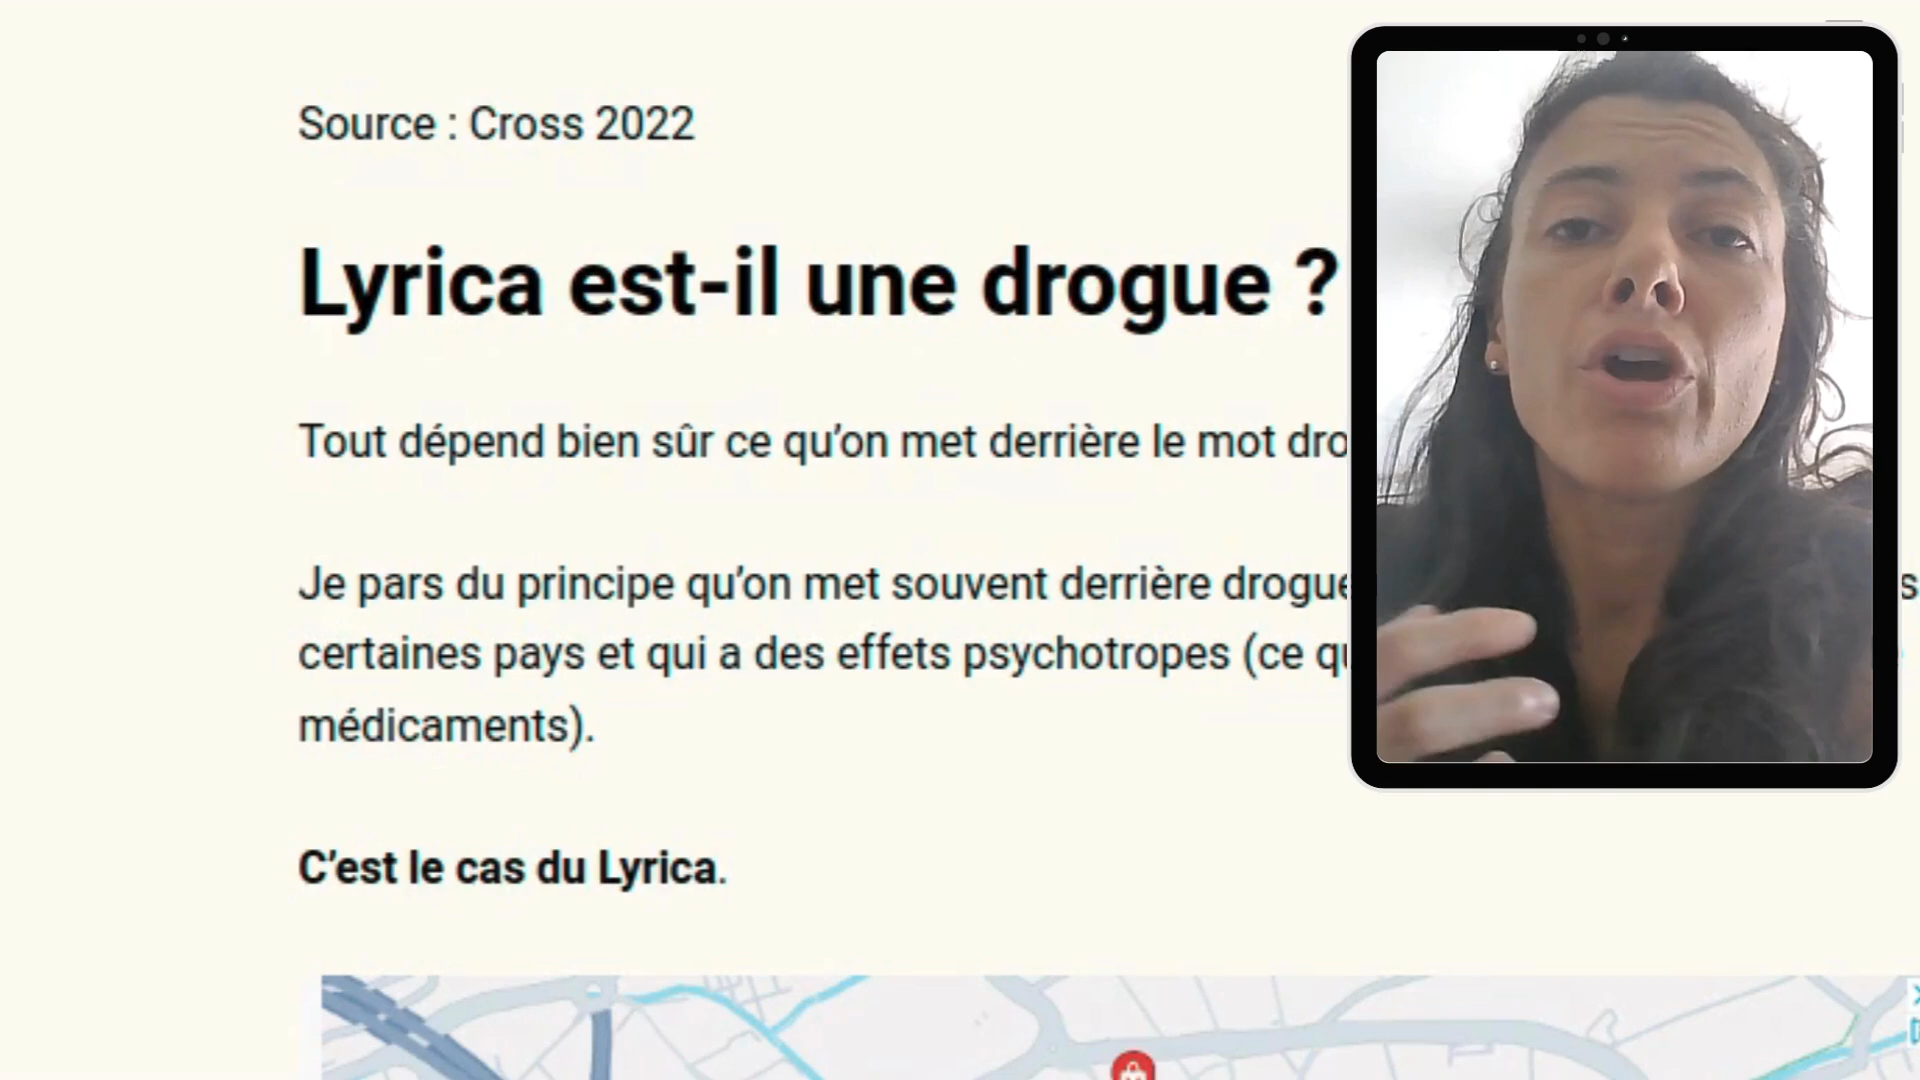 Source : Cross 2022
Lyrica est-il une drogue ?
Tout dépend bien sûr ce qu’on met derrière le mot
Je pars du principe qu’on met souvent derrière drogue
certaines pays et qui a des effets psychotropes (ce
médicaments).
C’est le cas du Lyrica.